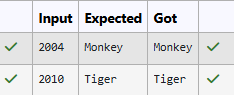 Input Expected Got
2004 Monkey Monkey
2010 Tiger Tiger